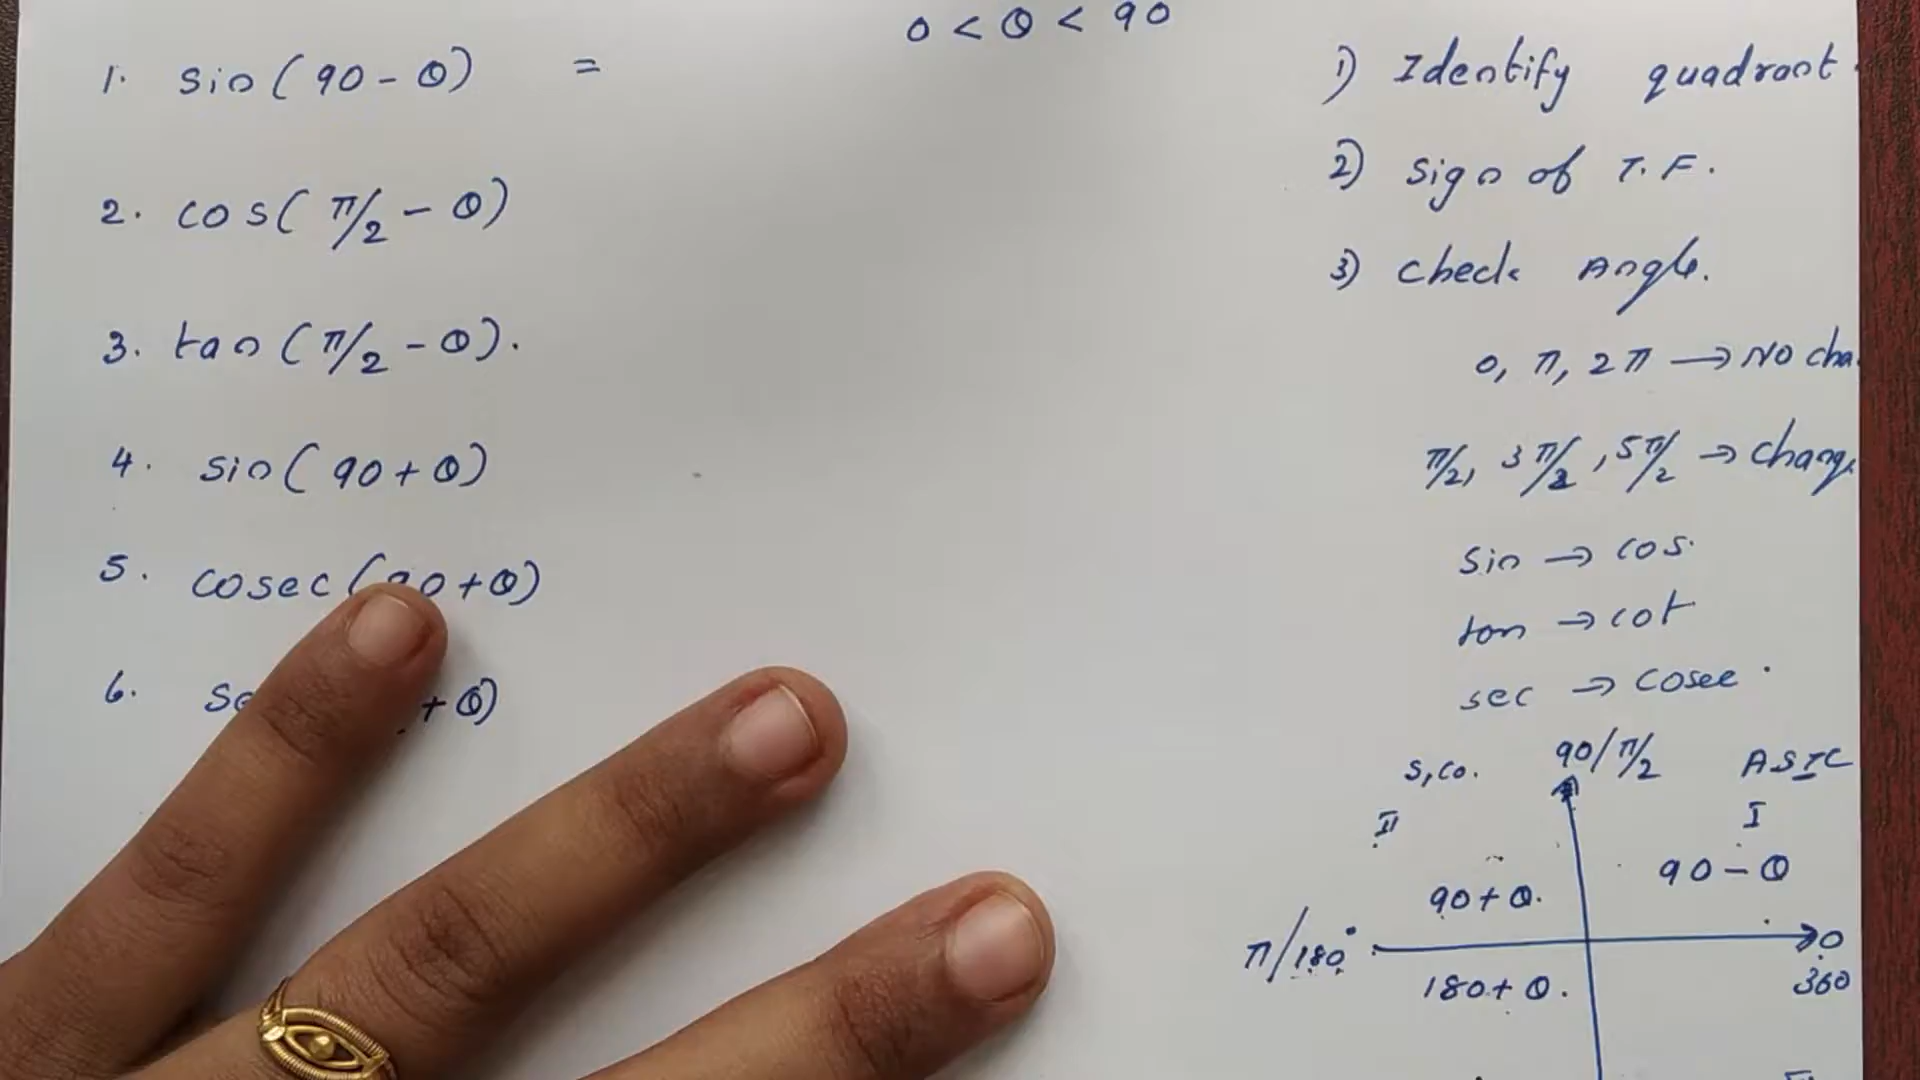 0 < θ < 90
1. sin(90-θ) =
2. cos(π/2 - θ)
3. tan(π/2 - θ).
4. sin(90+θ)
5. cosec(90+θ)
6. + θ)
1) Identify quadrant.
2) Sign of T.F.
3) Check Angle.
0, π, 2π → No cha
π/2, 3π/2, 5π/2 → Chang
Sin → cos.
tan → cot
sec → cosec.
90/π/2
S, Co.
ASTC
II
I
90+θ.
90-θ
π/180°
0
180+θ.
360